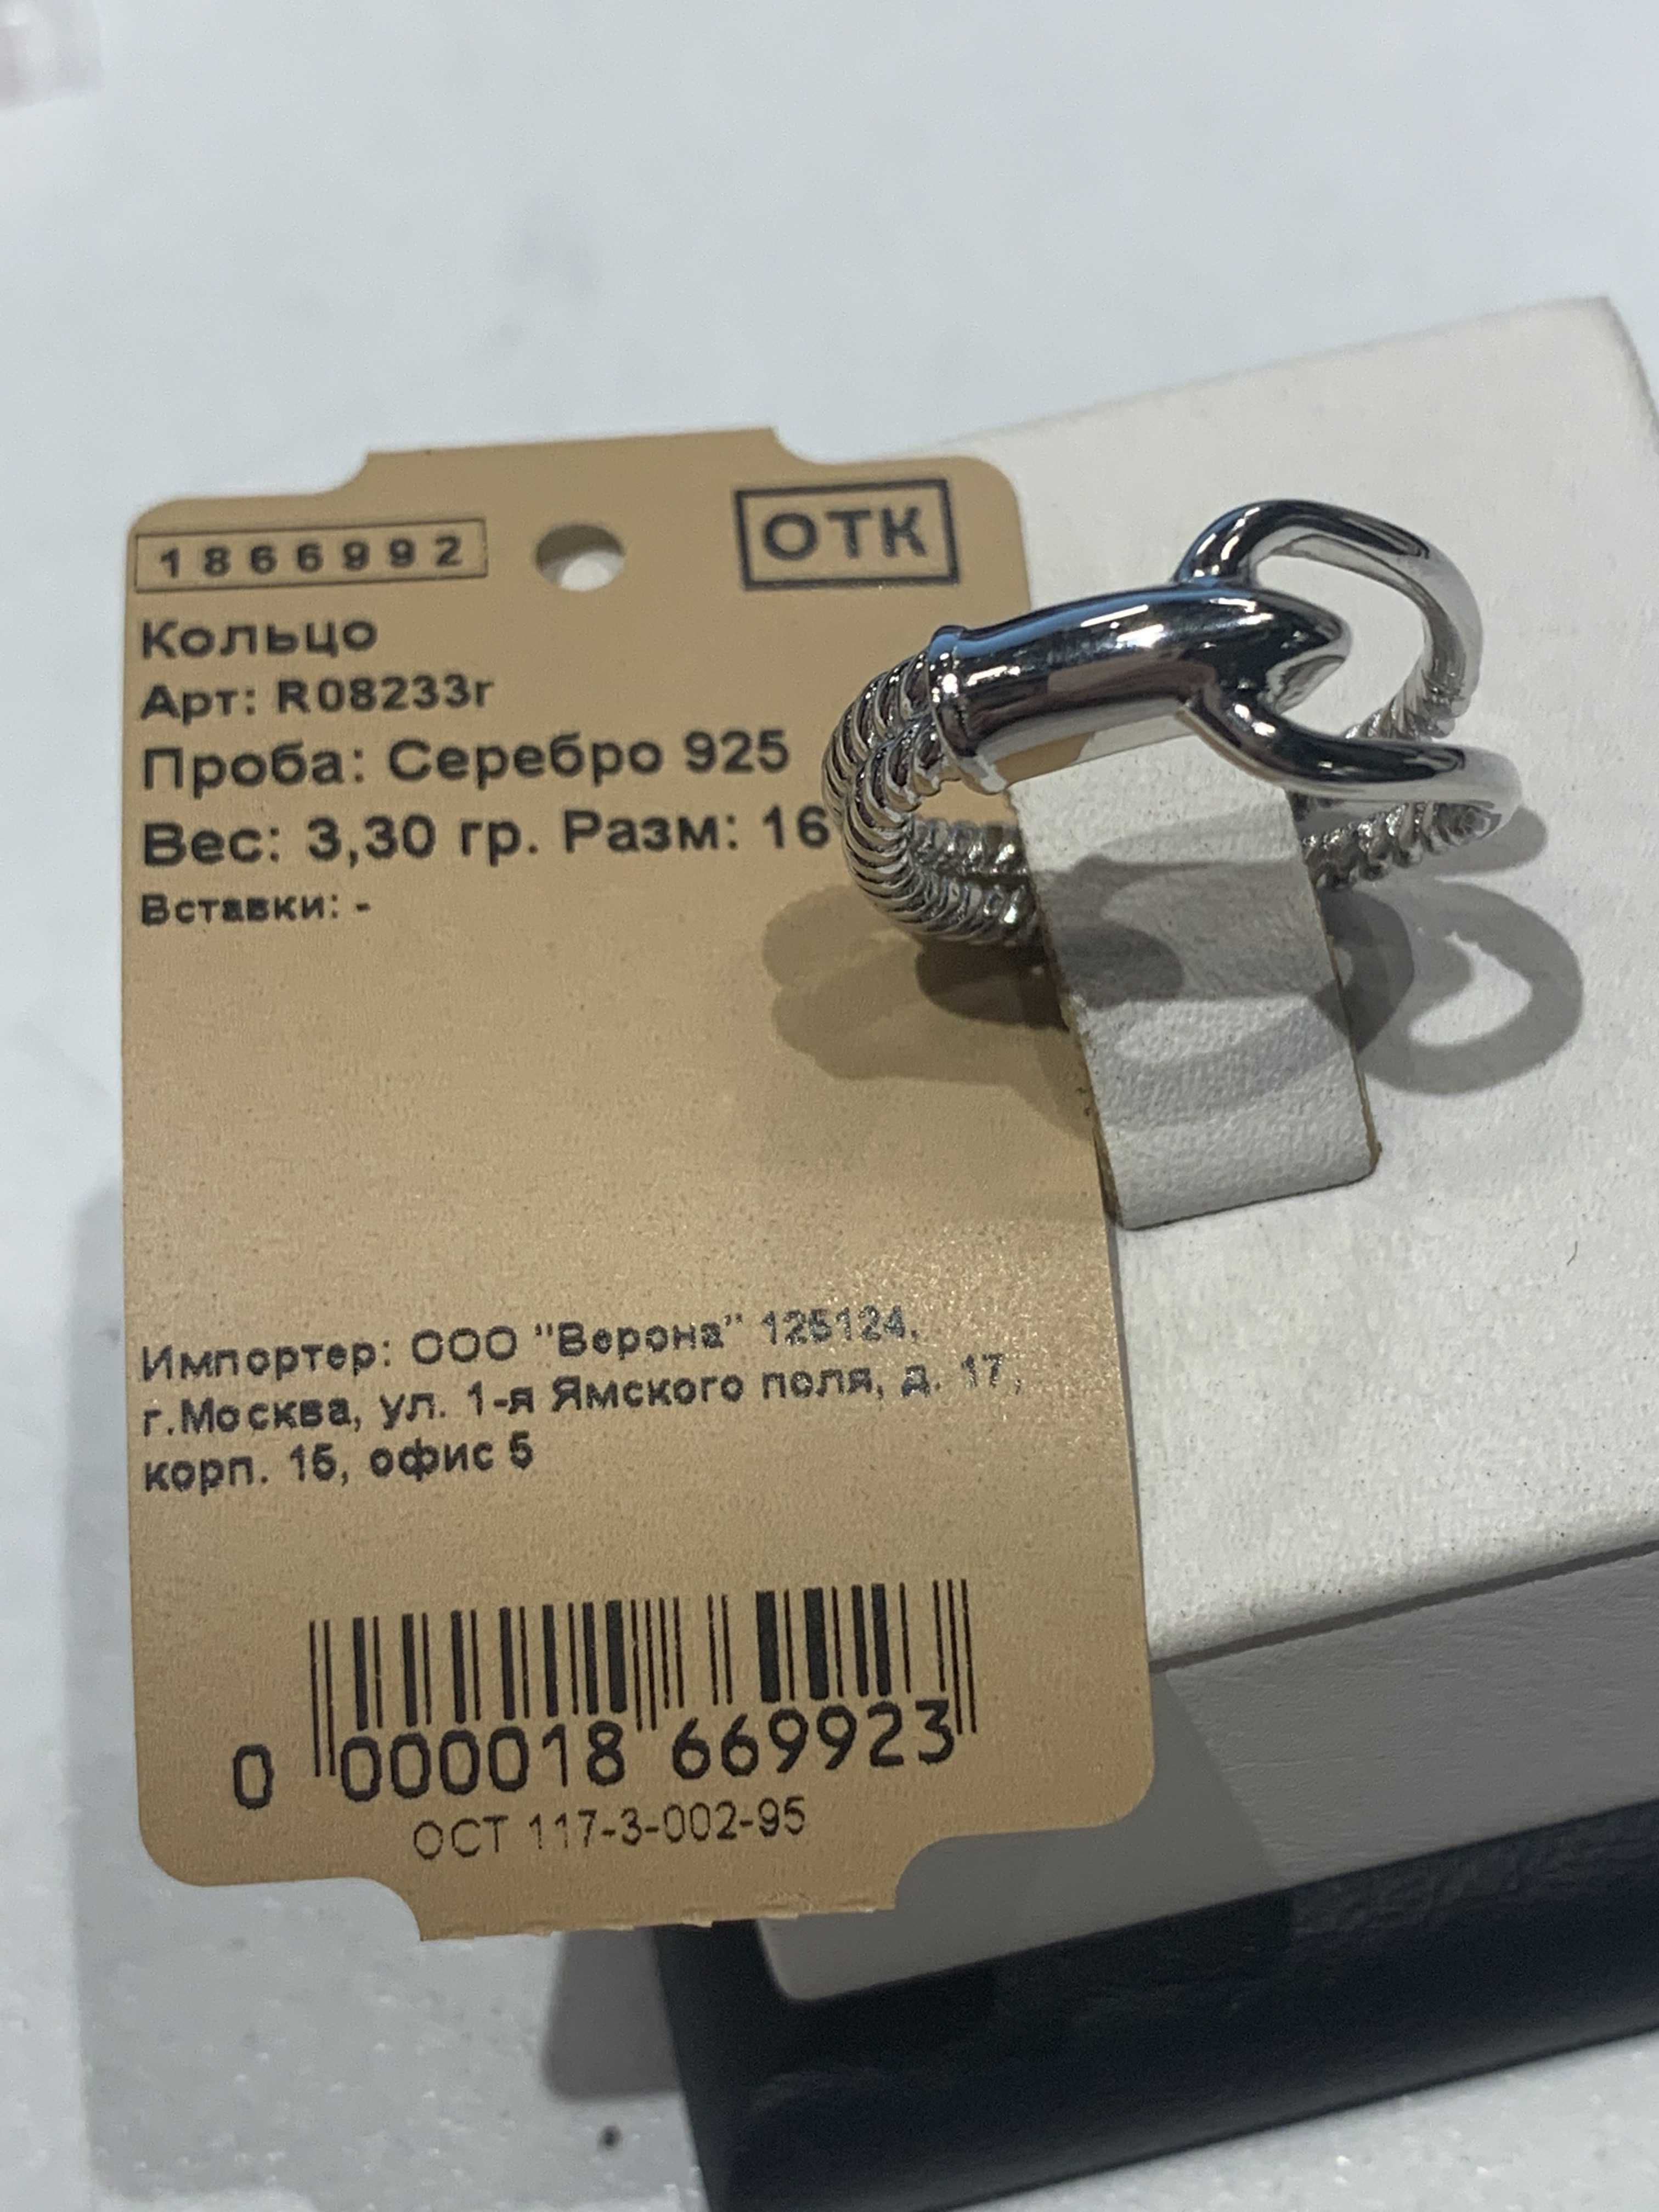 1866992
ОТК
Кольцо
Арт: R08233r
Проба: Серебро 925
Вес: 3,30 гр. Разм: 16
Вставки: -
Импортер: ООО "Верона" 125124,
г.Москва, ул. 1-я Ямского поля, д. 17,
корп. 15, офис 5
0 000018 669923
ОСТ 117-3-002-95